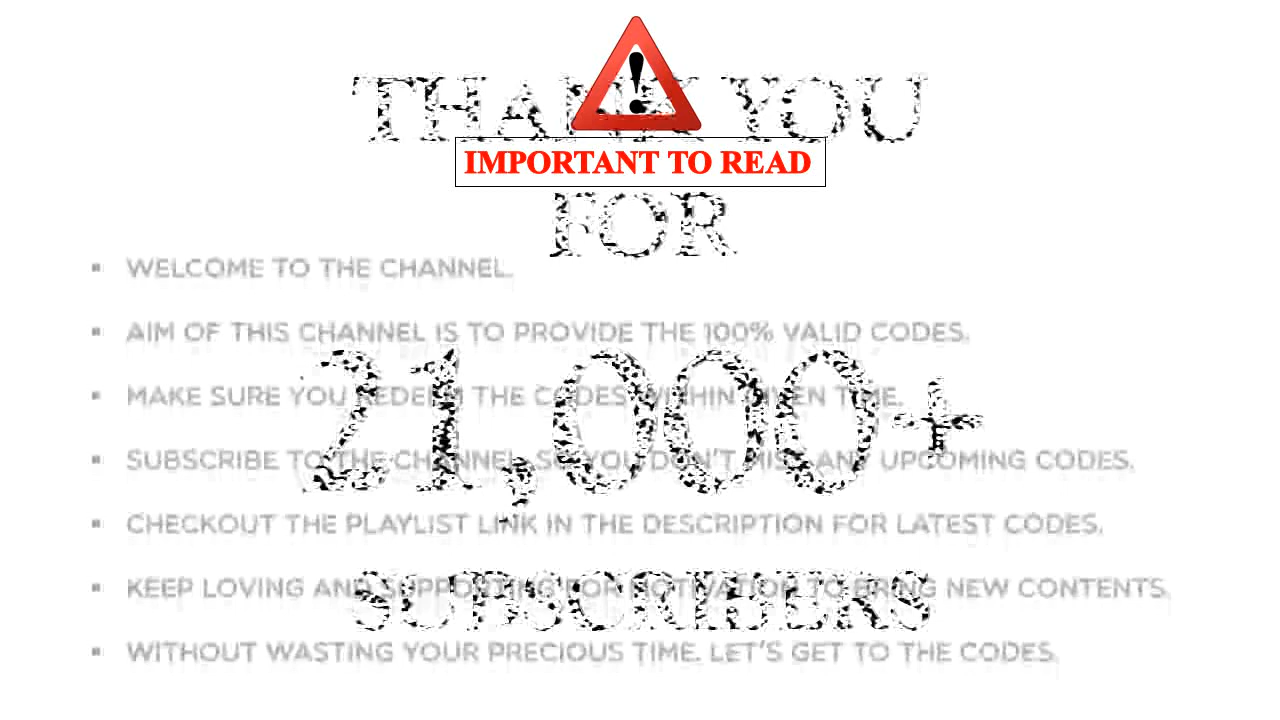 THANK YOU
IMPORTANT TO READ
FOR
WELCOME TO THE CHANNEL.
AIM OF THIS CHANNEL IS TO PROVIDE THE 100% VALID CODES.
21,000+
MAKE SURE YOU REDEEM THE CODES WITHIN GIVEN TIME.
SUBSCRIBE TO THE CHANNEL, SO YOU DON'T MISS ANY UPCOMING CODES.
CHECKOUT THE PLAYLIST LINK IN THE DESCRIPTION FOR LATEST CODES.
KEEP LOVING AND SUPPORTING FOR MOTIVATION TO BRING NEW CONTENTS.
SUBSCRIBERS
WITHOUT WASTING YOUR PRECIOUS TIME. LET'S GET TO THE CODES.